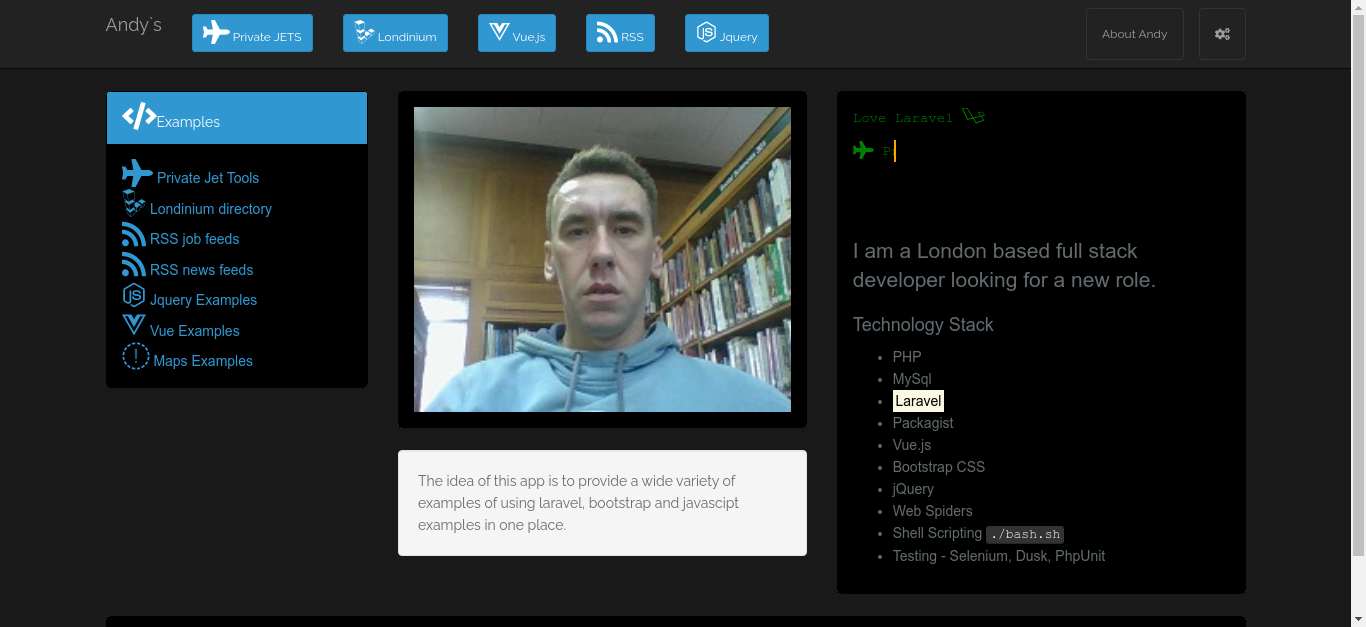 Andy`s
Private JETS
Londinium
Vue.js
RSS
Jquery
About Andy
Examples
Private Jet Tools
Londinium directory
RSS job feeds
RSS news feeds
Jquery Examples
Vue Examples
Maps Examples
The idea of this app is to provide a wide variety of
examples of using laravel, bootstrap and javascipt
examples in one place.
Love Laravel
P
I am a London based full stack
developer looking for a new role.
Technology Stack
PHP
MySql
Laravel
Packagist
Vue.js
Bootstrap CSS
jQuery
Web Spiders
Shell Scripting ./bash.sh
Testing - Selenium, Dusk, PhpUnit